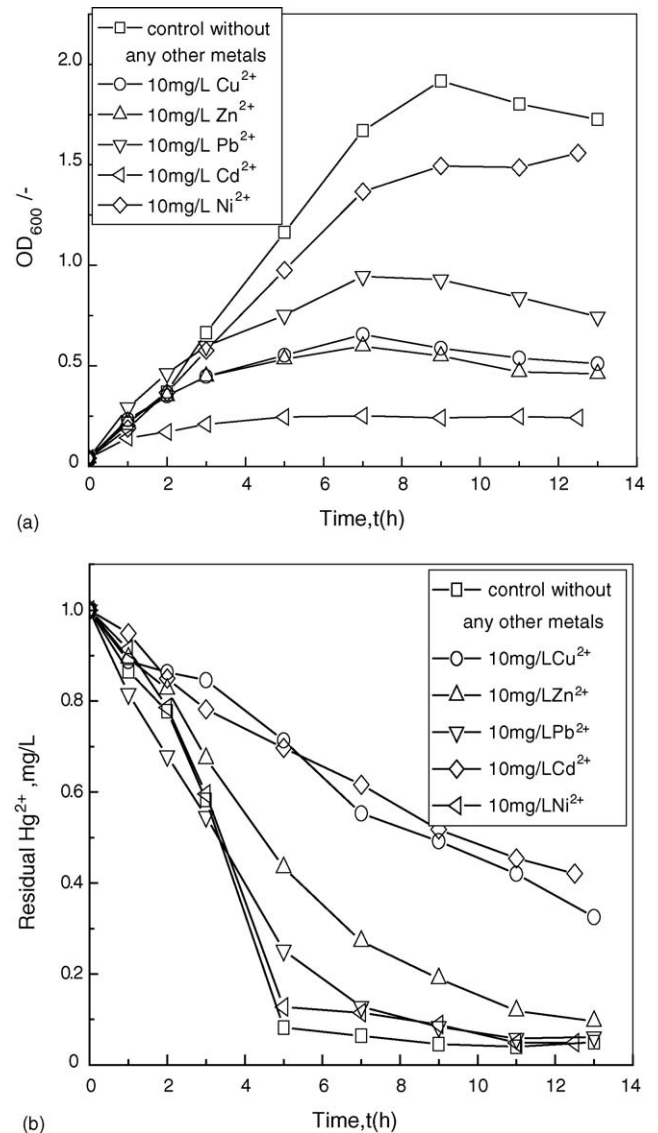 control without
any other metals
10mg/L Cu²⁺
10mg/L Zn²⁺
10mg/L Pb²⁺
10mg/L Cd²⁺
10mg/L Ni²⁺
2.0
1.5
1.0
0.5
0
OD₆₀₀ /-
0 2 4 6 8 10 12 14
Time,t(h)
(a)
control without
any other metals
10mg/LCu²⁺
10mg/LZn²⁺
10mg/LPb²⁺
10mg/LCd²⁺
10mg/LNi²⁺
1.0
0.8
0.6
0.4
0.2
0
Residual Hg²⁺,mg/L
0 2 4 6 8 10 12 14
Time,t(h)
(b)